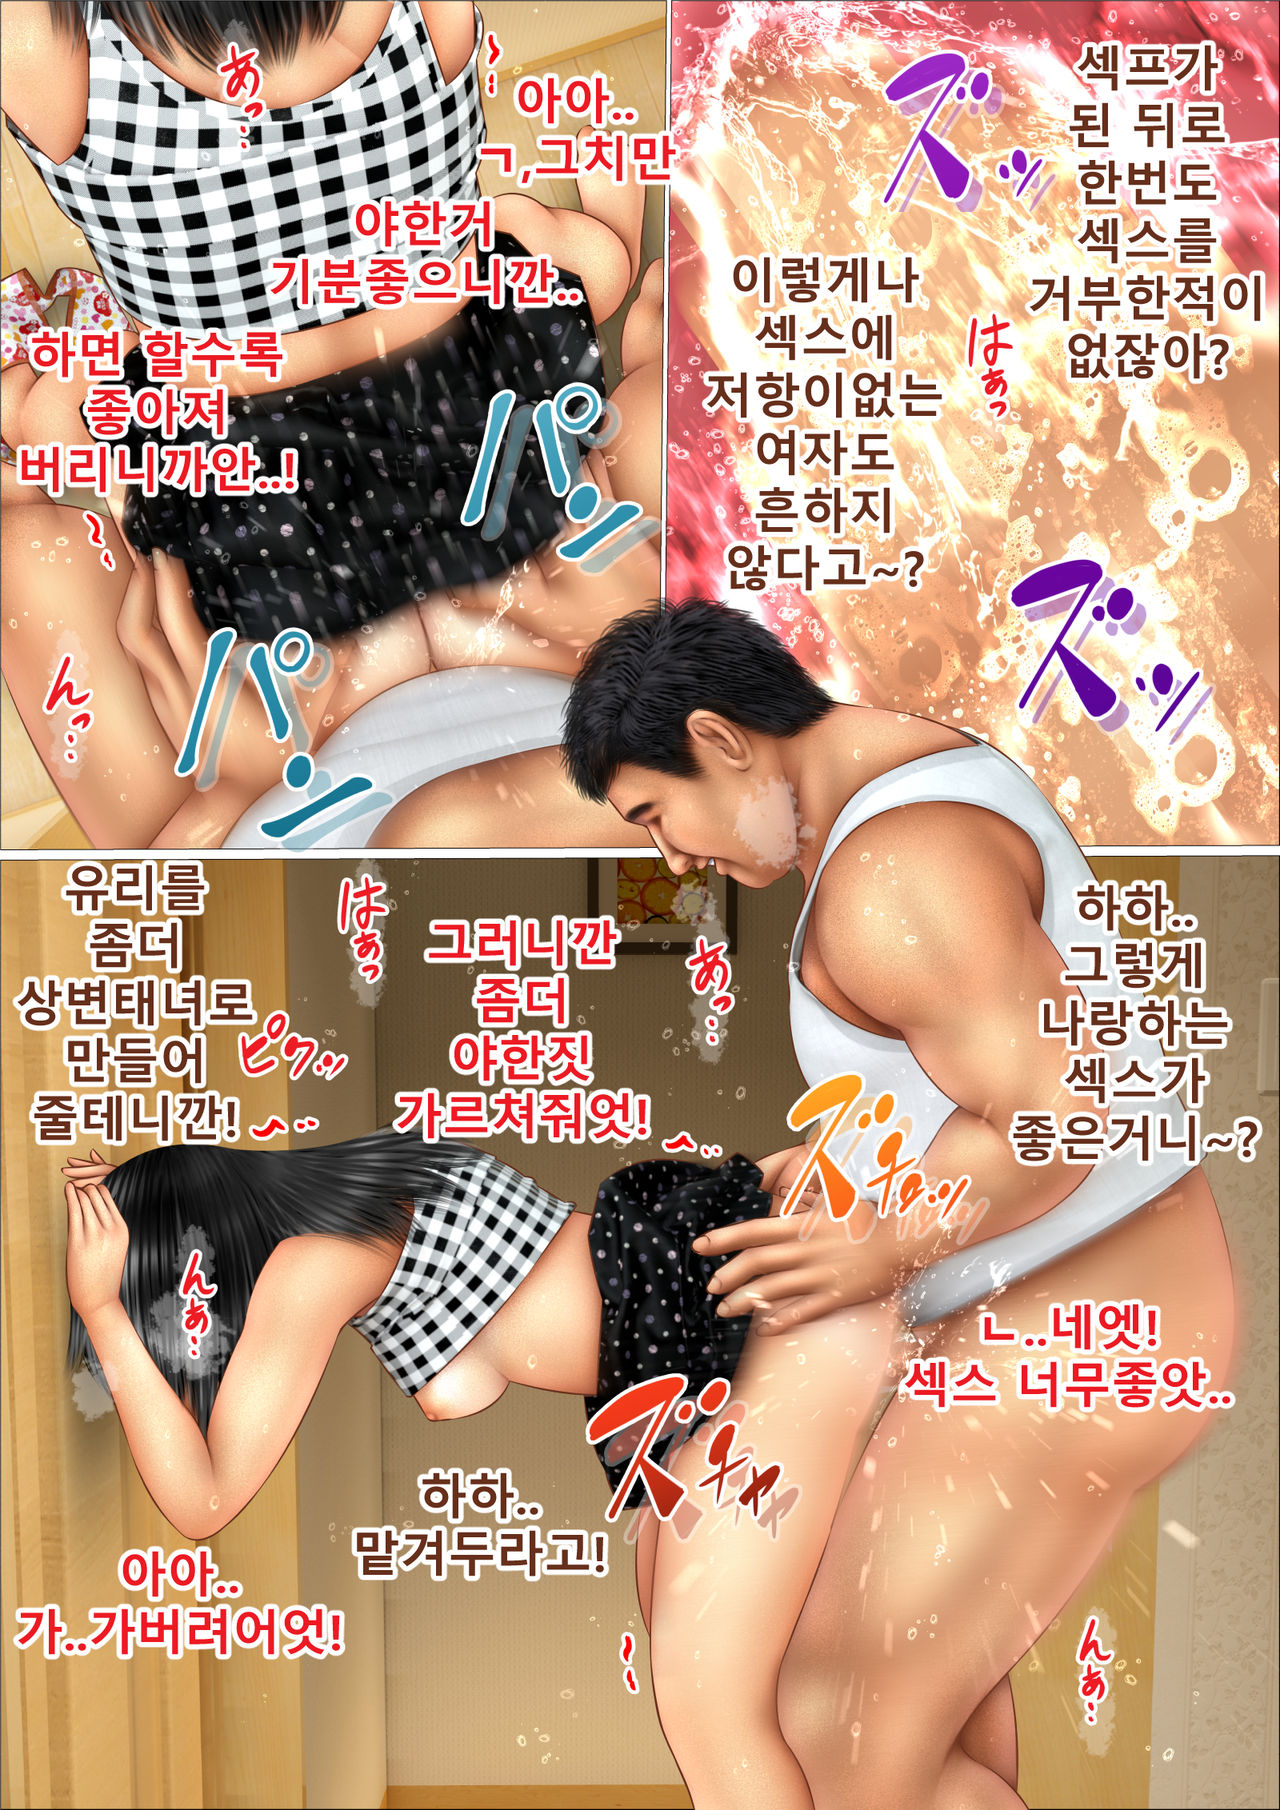 섹프가
된 뒤로
한번도
섹스를
거부한적이
없잖아?
이렇게나
섹스에
저항이없는
여자도
흔하지
않다고~?
ズッ
はぁっ
ズッ
아아..
ㄱ,그치만
야한거
기분좋으니깐..
하면 할수록
좋아져
버리니까안..!
あっ…
パンッ
パンッ
んっ…
하하..
그렇게
나랑하는
섹스가
좋은거니~?
ㄴ..네엣!
섹스 너무좋앗..
그러니깐
좀더
야한짓
가르쳐줘엇!
유리를
좀더
상변태녀로
만들어
줄테니깐!
はぁっ
あっ…
ピクッ
ズチュッ
んぁ…
ズチャ
하하..
맡겨두라고!
아아..
가..가버려어엇!
んぁ…